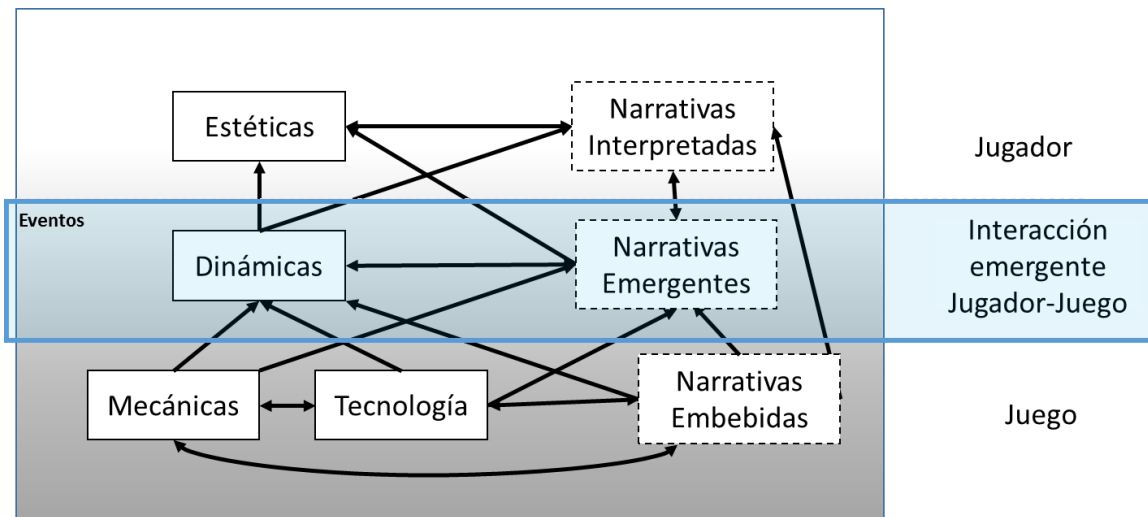 Estéticas
Narrativas
Interpretadas
Jugador
Eventos
Dinámicas
Narrativas
Emergentes
Interacción
emergente
Jugador-Juego
Mecánicas
Tecnología
Narrativas
Embebidas
Juego